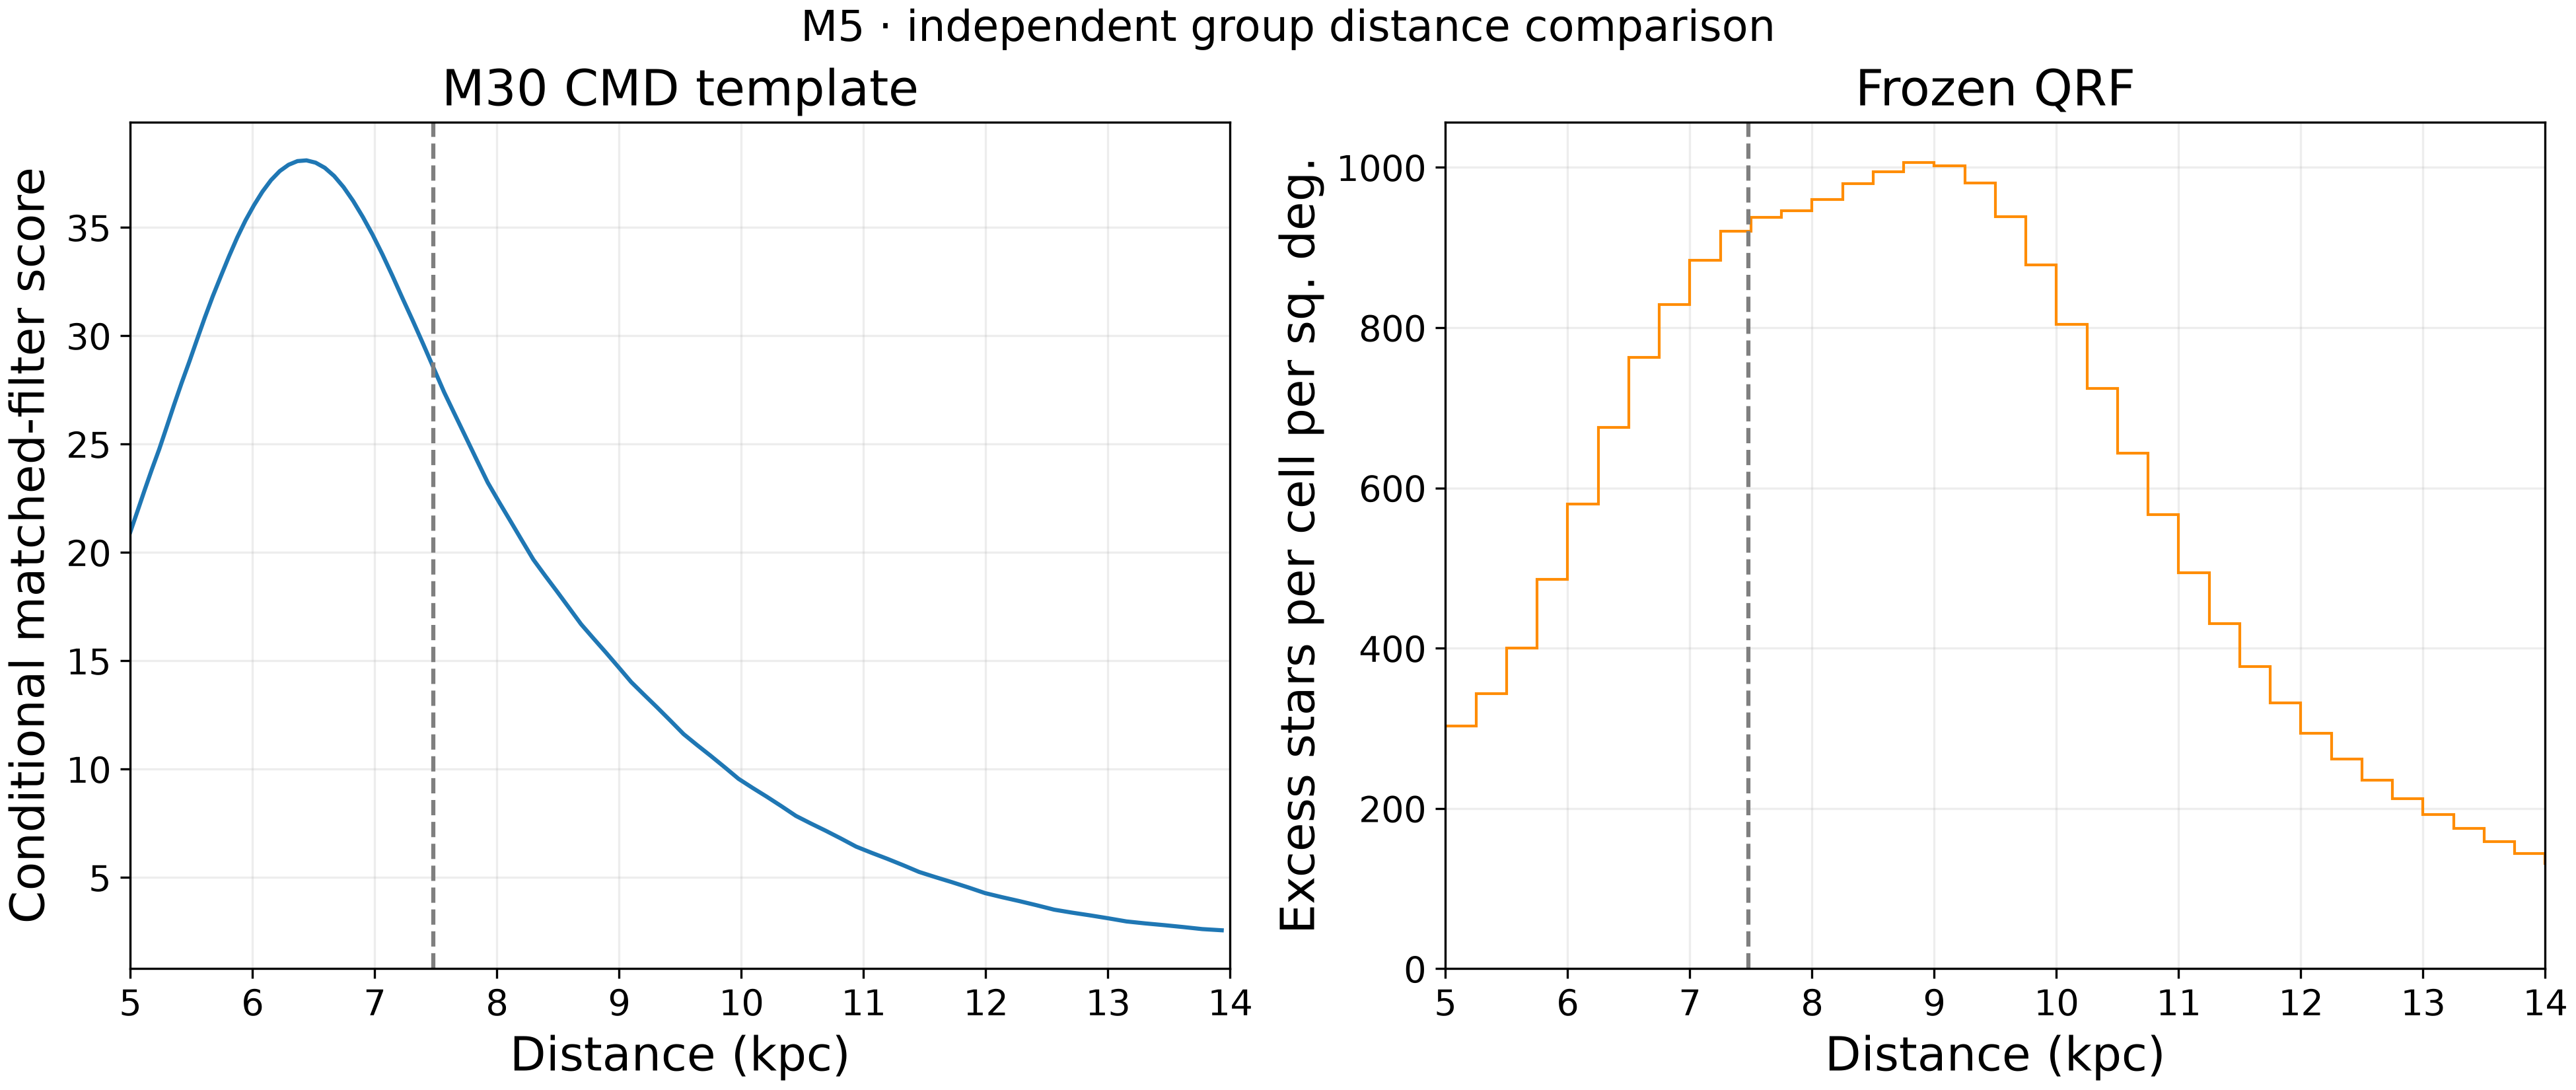 M5 · independent group distance comparison
M30 CMD template
Conditional matched-filter score
35
30
25
20
15
10
5
5 6 7 8 9 10 11 12 13 14
Distance (kpc)
Frozen QRF
Excess stars per cell per sq. deg.
1000
800
600
400
200
0
5 6 7 8 9 10 11 12 13 14
Distance (kpc)